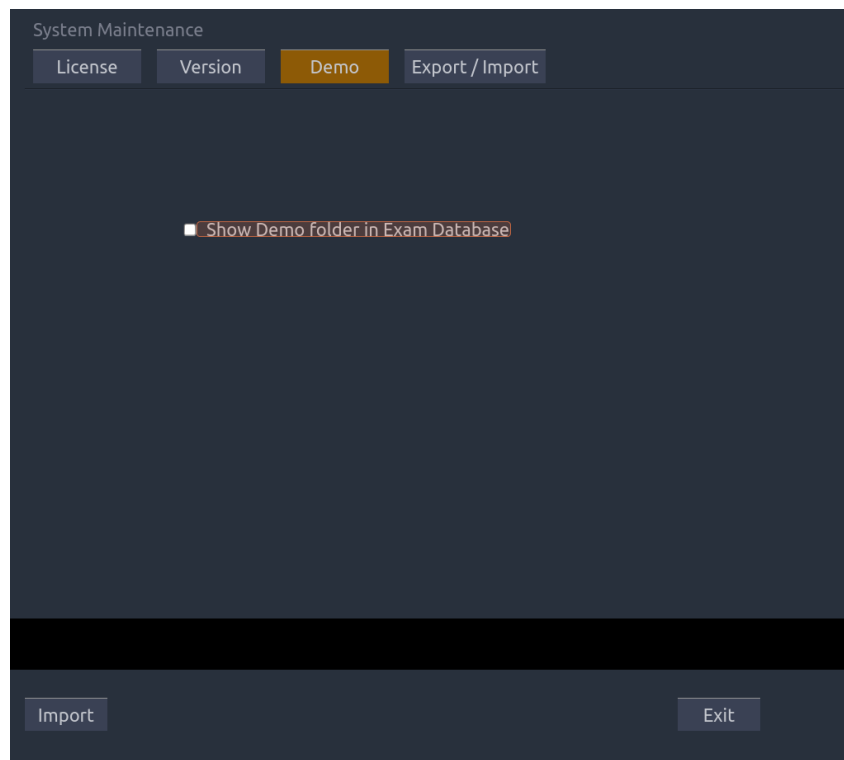 System Maintenance
License Version Demo Export / Import
Show Demo folder in Exam Database
Import Exit